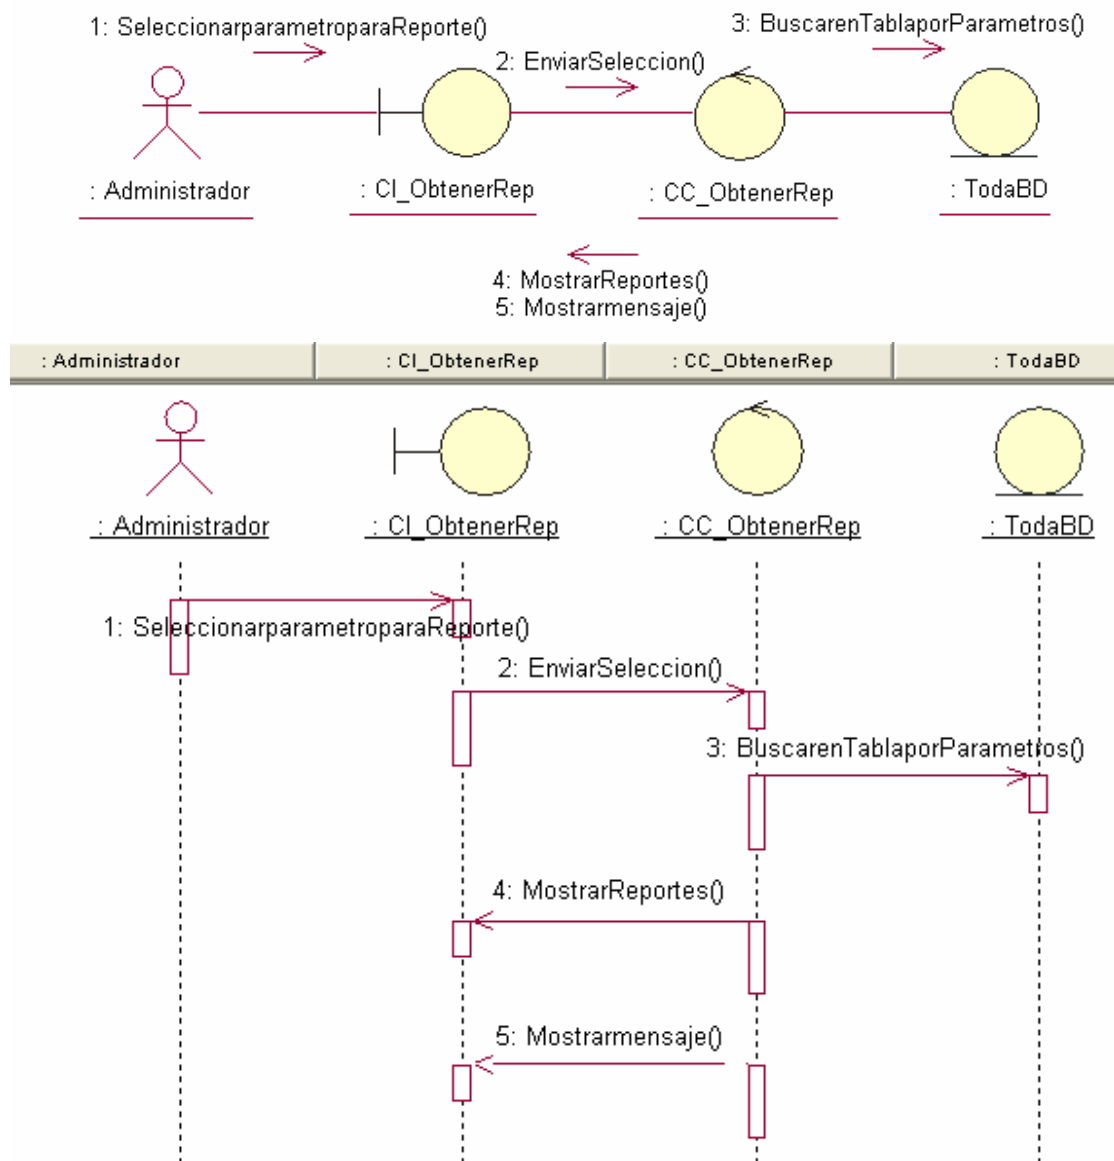 1: SeleccionarparametroparaReporte()
2: EnviarSeleccion()
3: BuscarenTablaporParametros()
: Administrador
: CI_ObtenerRep
: CC_ObtenerRep
: TodaBD
4: MostrarReportes()
5: Mostrarmensaje()
: Administrador
: CI_ObtenerRep
: CC_ObtenerRep
: TodaBD
: Administrador
: CI_ObtenerRep
: CC_ObtenerRep
: TodaBD
1: SeleccionarparametroparaReporte()
2: EnviarSeleccion()
3: BuscarenTablaporParametros()
4: MostrarReportes()
5: Mostrarmensaje()